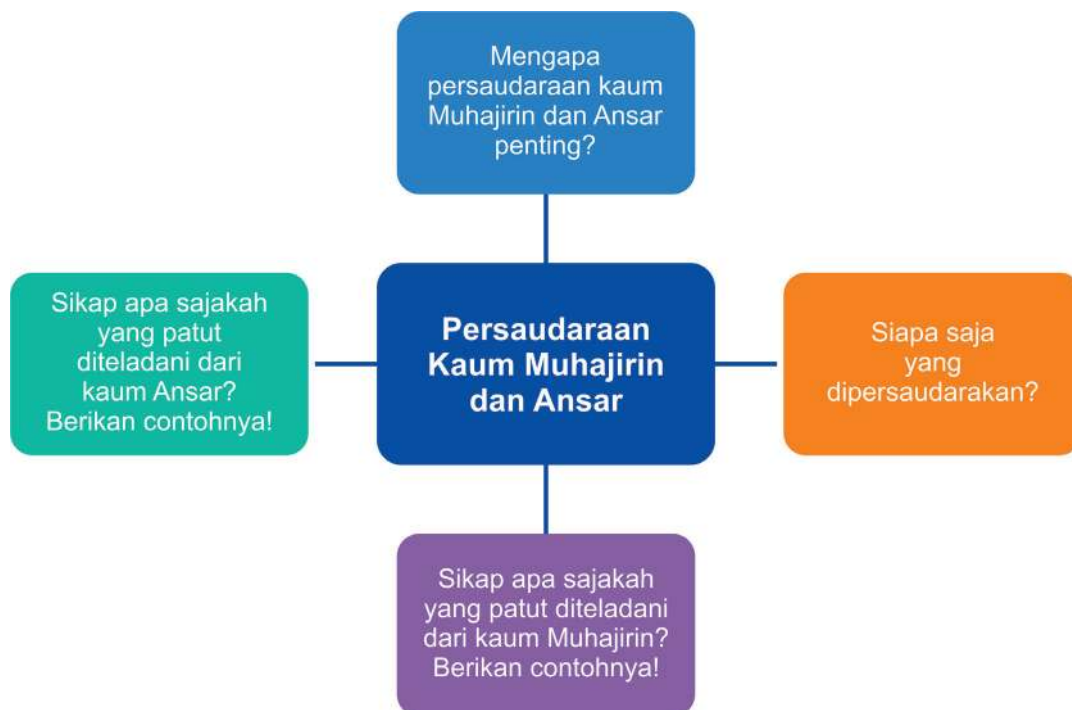 Mengapa
persaudaraan kaum
Muhajirin dan Ansar
penting?
Sikap apa sajakah
yang patut
diteladani dari
kaum Ansar?
Berikan contohnya!
Persaudaraan
Kaum Muhajirin
dan Ansar
Siapa saja
yang
dipersaudarakan?
Sikap apa sajakah
yang patut diteladani
dari kaum Muhajirin?
Berikan contohnya!